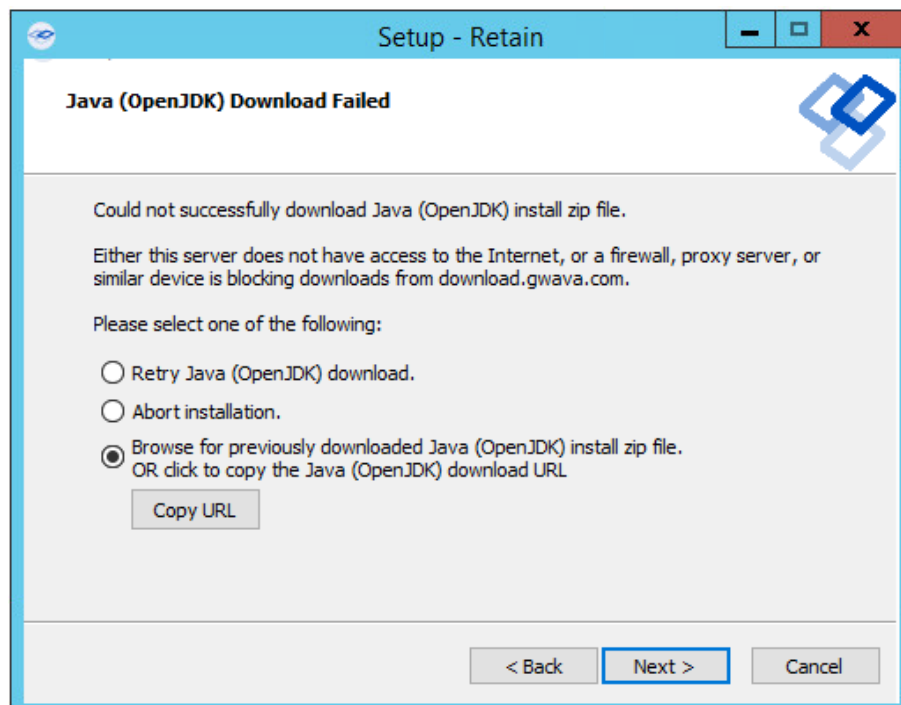 Setup - Retain
Java (OpenJDK) Download Failed
Could not successfully download Java (OpenJDK) install zip file.
Either this server does not have access to the Internet, or a firewall, proxy server, or
similar device is blocking downloads from download.gwava.com.
Please select one of the following:
Retry Java (OpenJDK) download.
Abort installation.
Browse for previously downloaded Java (OpenJDK) install zip file.
OR click to copy the Java (OpenJDK) download URL
Copy URL
< Back Next > Cancel